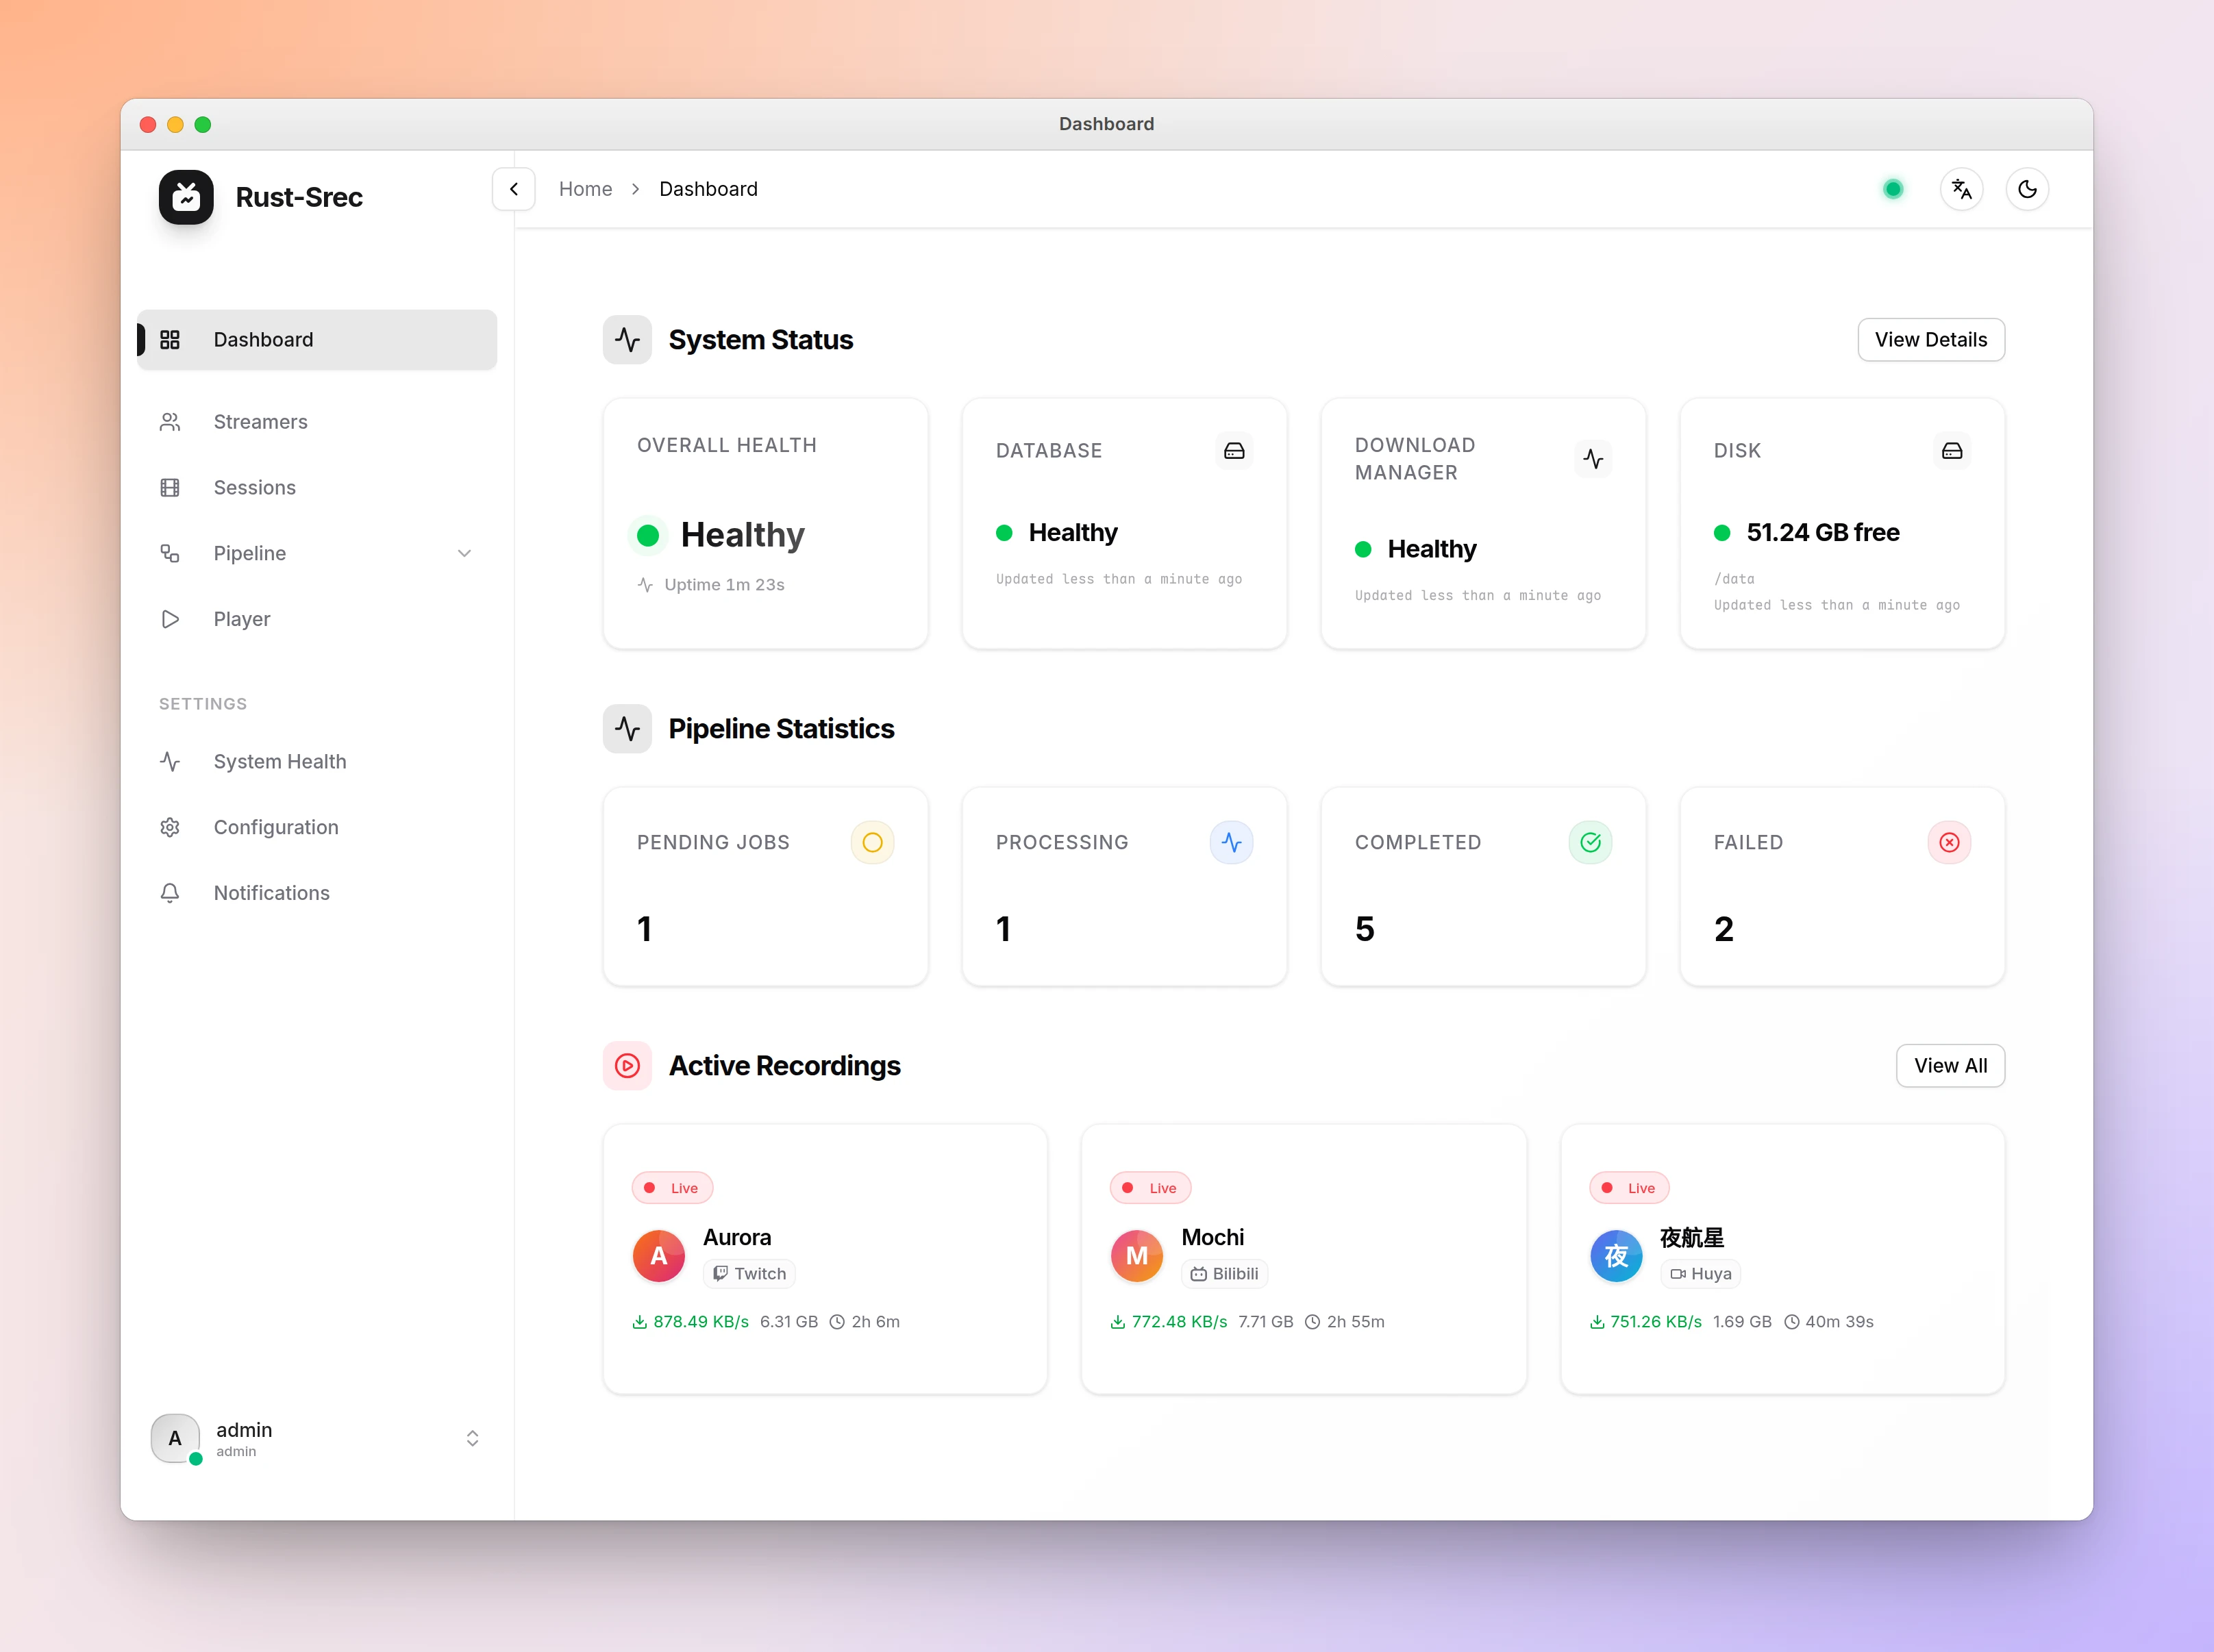 Dashboard
Rust-Srec
Home
Dashboard
Dashboard
Streamers
Sessions
Pipeline
Player
SETTINGS
System Health
Configuration
Notifications
A
admin
admin
System Status
View Details
OVERALL HEALTH
Healthy
Uptime 1m 23s
DATABASE
Healthy
Updated less than a minute ago
DOWNLOAD
MANAGER
Healthy
Updated less than a minute ago
DISK
51.24 GB free
/data
Updated less than a minute ago
Pipeline Statistics
PENDING JOBS
1
PROCESSING
1
COMPLETED
5
FAILED
2
Active Recordings
View All
Live
A
Aurora
Twitch
878.49 KB/s 6.31 GB 2h 6m
Live
M
Mochi
Bilibili
772.48 KB/s 7.71 GB 2h 55m
Live
夜
夜航星
Huya
751.26 KB/s 1.69 GB 40m 39s